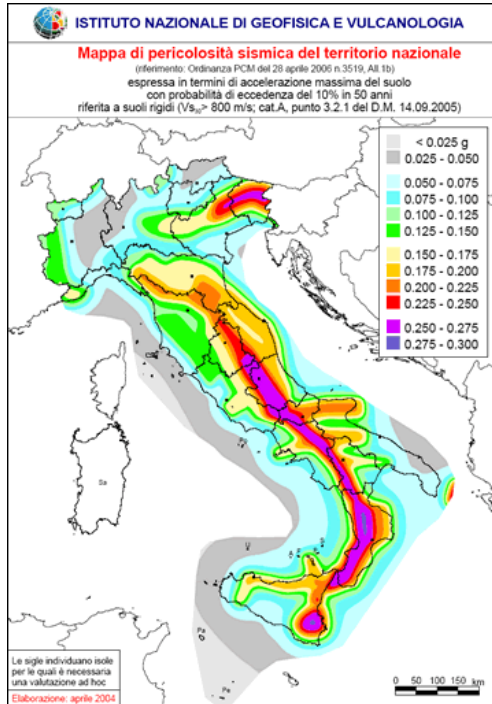 ISTITUTO NAZIONALE DI GEOFISICA E VULCANOLOGIA
Mappa di pericolosità sismica del territorio nazionale
(riferimento: Ordinanza PCM del 28 aprile 2006 n.3519, All.1b)
espressa in termini di accelerazione massima del suolo
con probabilità di eccedenza del 10% in 50 anni
riferita a suoli rigidi (Vs30> 800 m/s; cat.A, punto 3.2.1 del D.M. 14.09.2005)
< 0.025 g
0.025 - 0.050
0.050 - 0.075
0.075 - 0.100
0.100 - 0.125
0.125 - 0.150
0.150 - 0.175
0.175 - 0.200
0.200 - 0.225
0.225 - 0.250
0.250 - 0.275
0.275 - 0.300
Sa
U
Pa
Pe
Le sigle individuano isole
per le quali è necessaria
una valutazione ad hoc
Elaborazione: aprile 2004
0 50 100 150 km